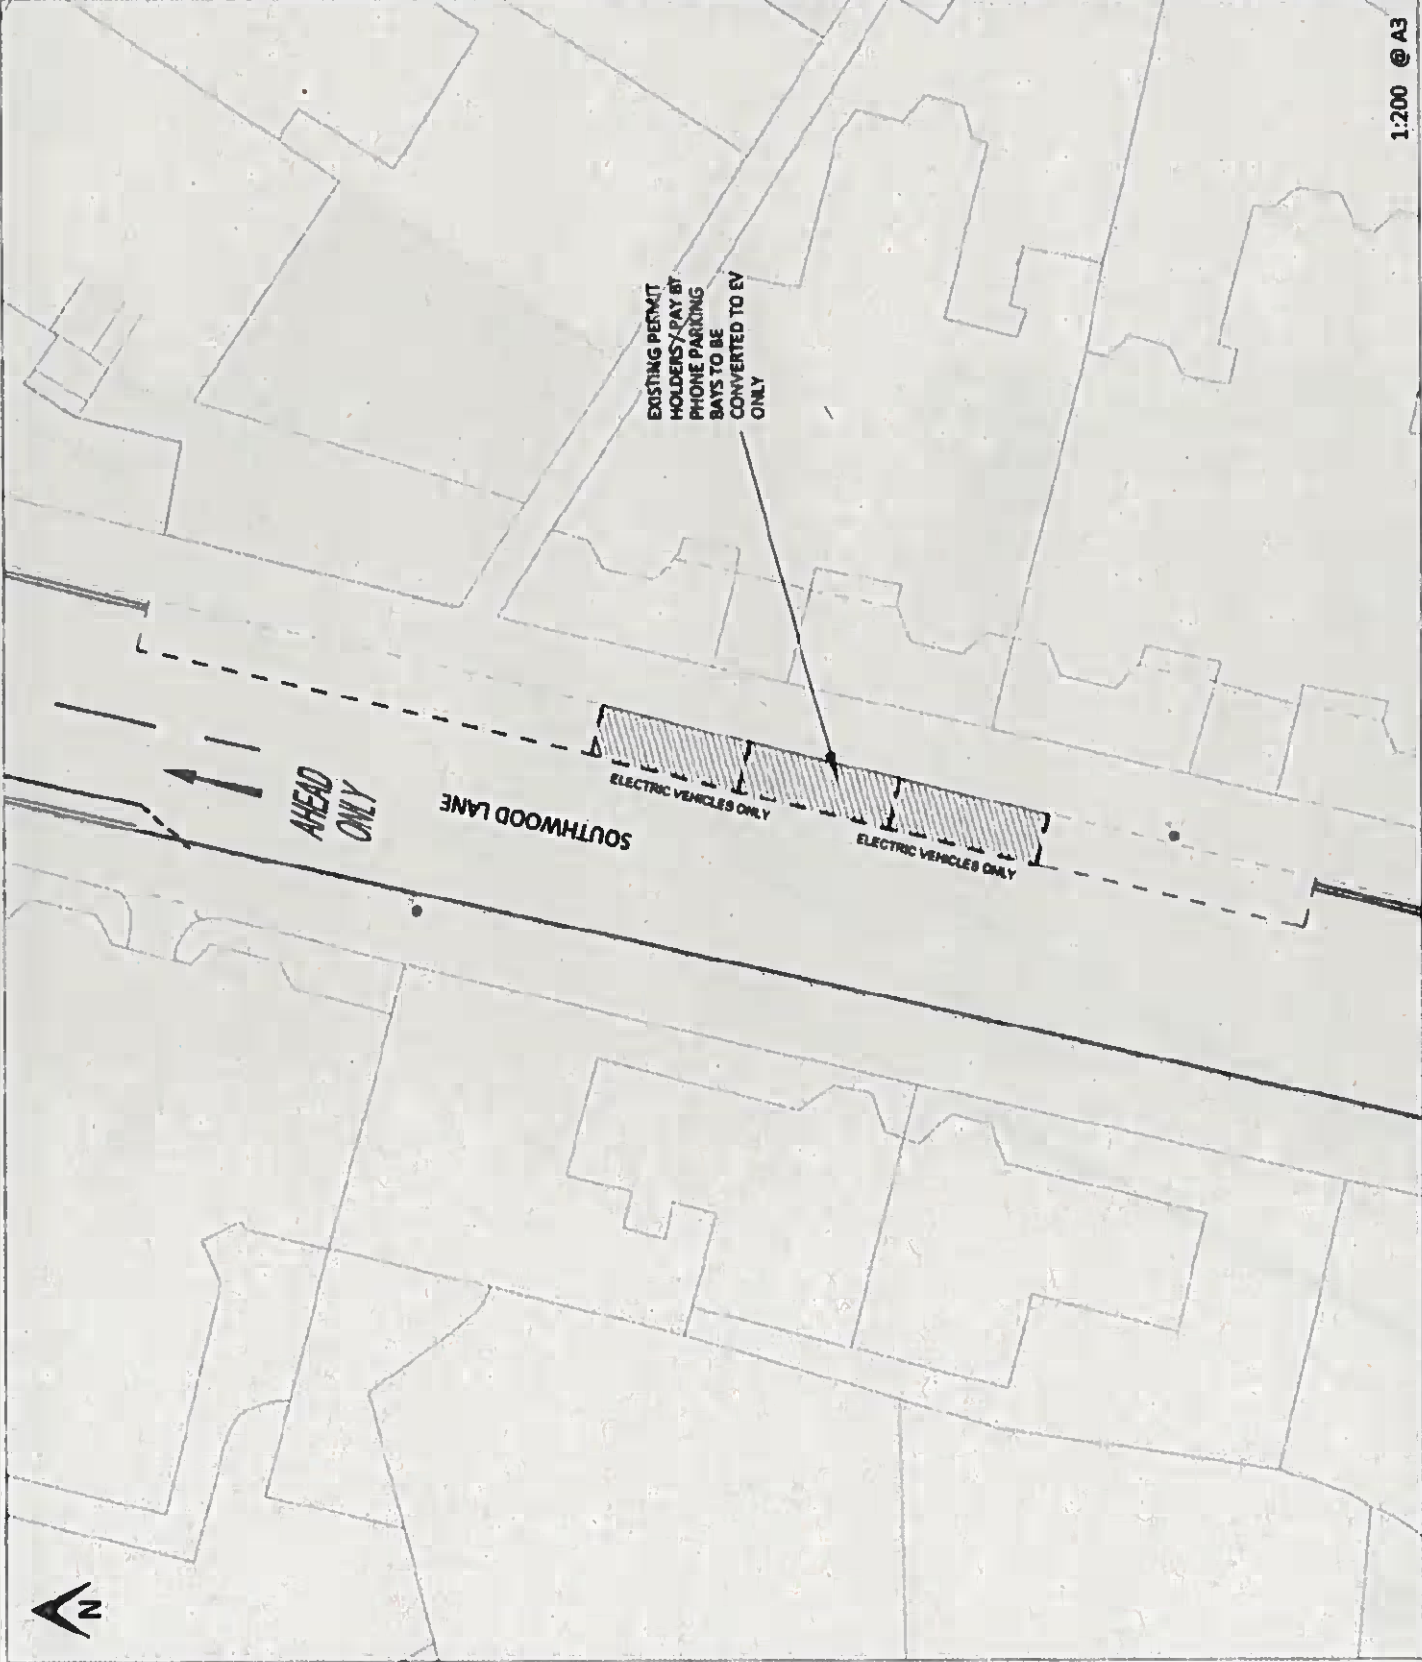 1:200 @ A3
EXISTING PERMIT
HOLDERS/PAY BY
PHONE PARKING
BAYS TO BE
CONVERTED TO EV
ONLY
AHEAD
ONLY
SOUTHWOOD LANE
ELECTRIC VEHICLES ONLY
ELECTRIC VEHICLES ONLY
N